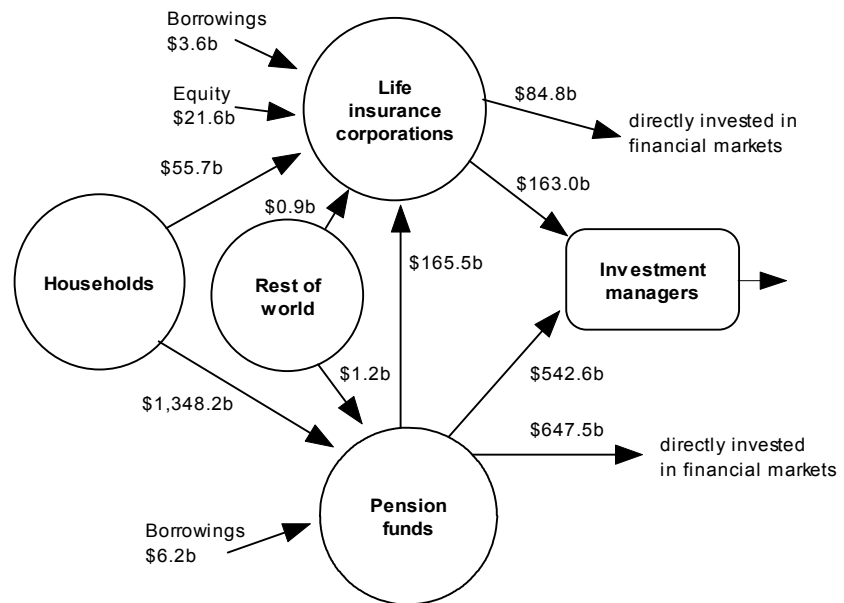 Borrowings
$3.6b
Equity
$21.6b
$55.7b
Life
insurance
corporations
$84.8b
directly invested in
financial markets
$163.0b
$0.9b
Households
Rest of
world
$165.5b
Investment
managers
$1.2b
$1,348.2b
$542.6b
$647.5b
directly invested
in financial markets
Pension
funds
Borrowings
$6.2b